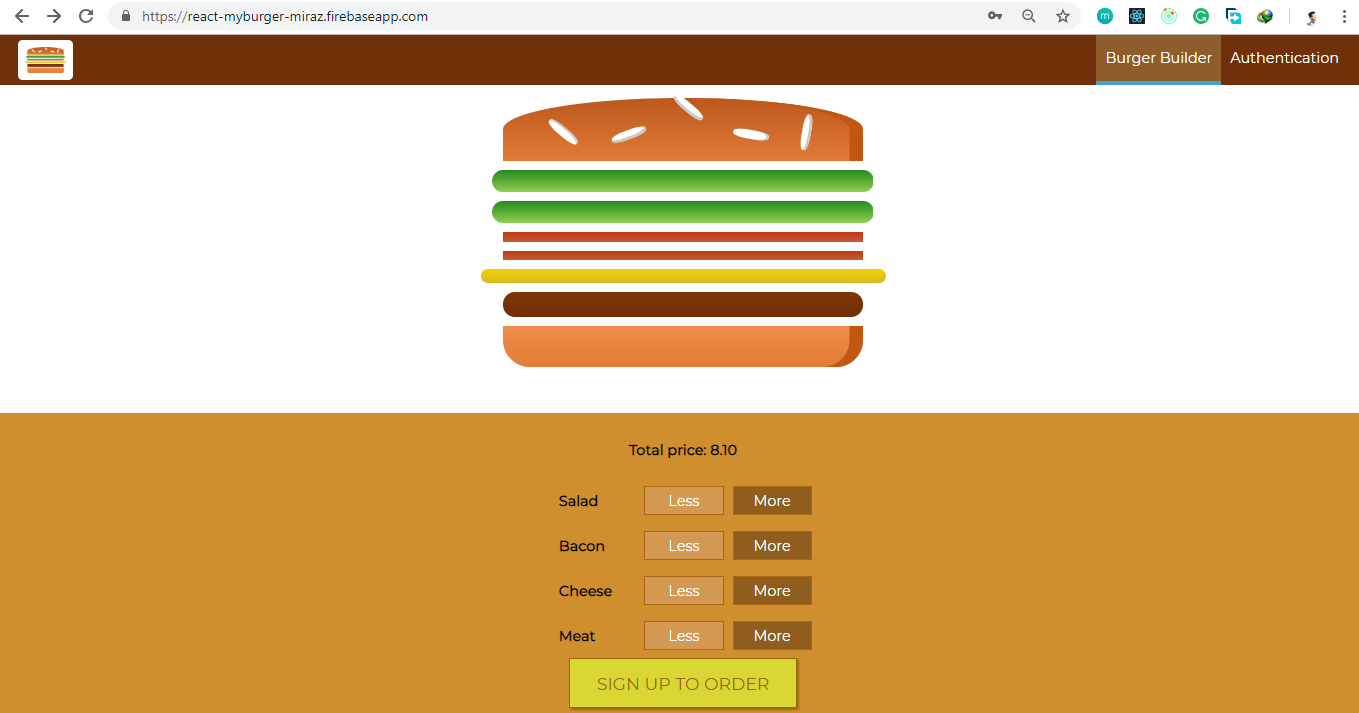 https://react-myburger-miraz.firebaseapp.com
m
G
Burger Builder Authentication
Total price: 8.10
Salad Less More
Bacon Less More
Cheese Less More
Meat Less More
SIGN UP TO ORDER